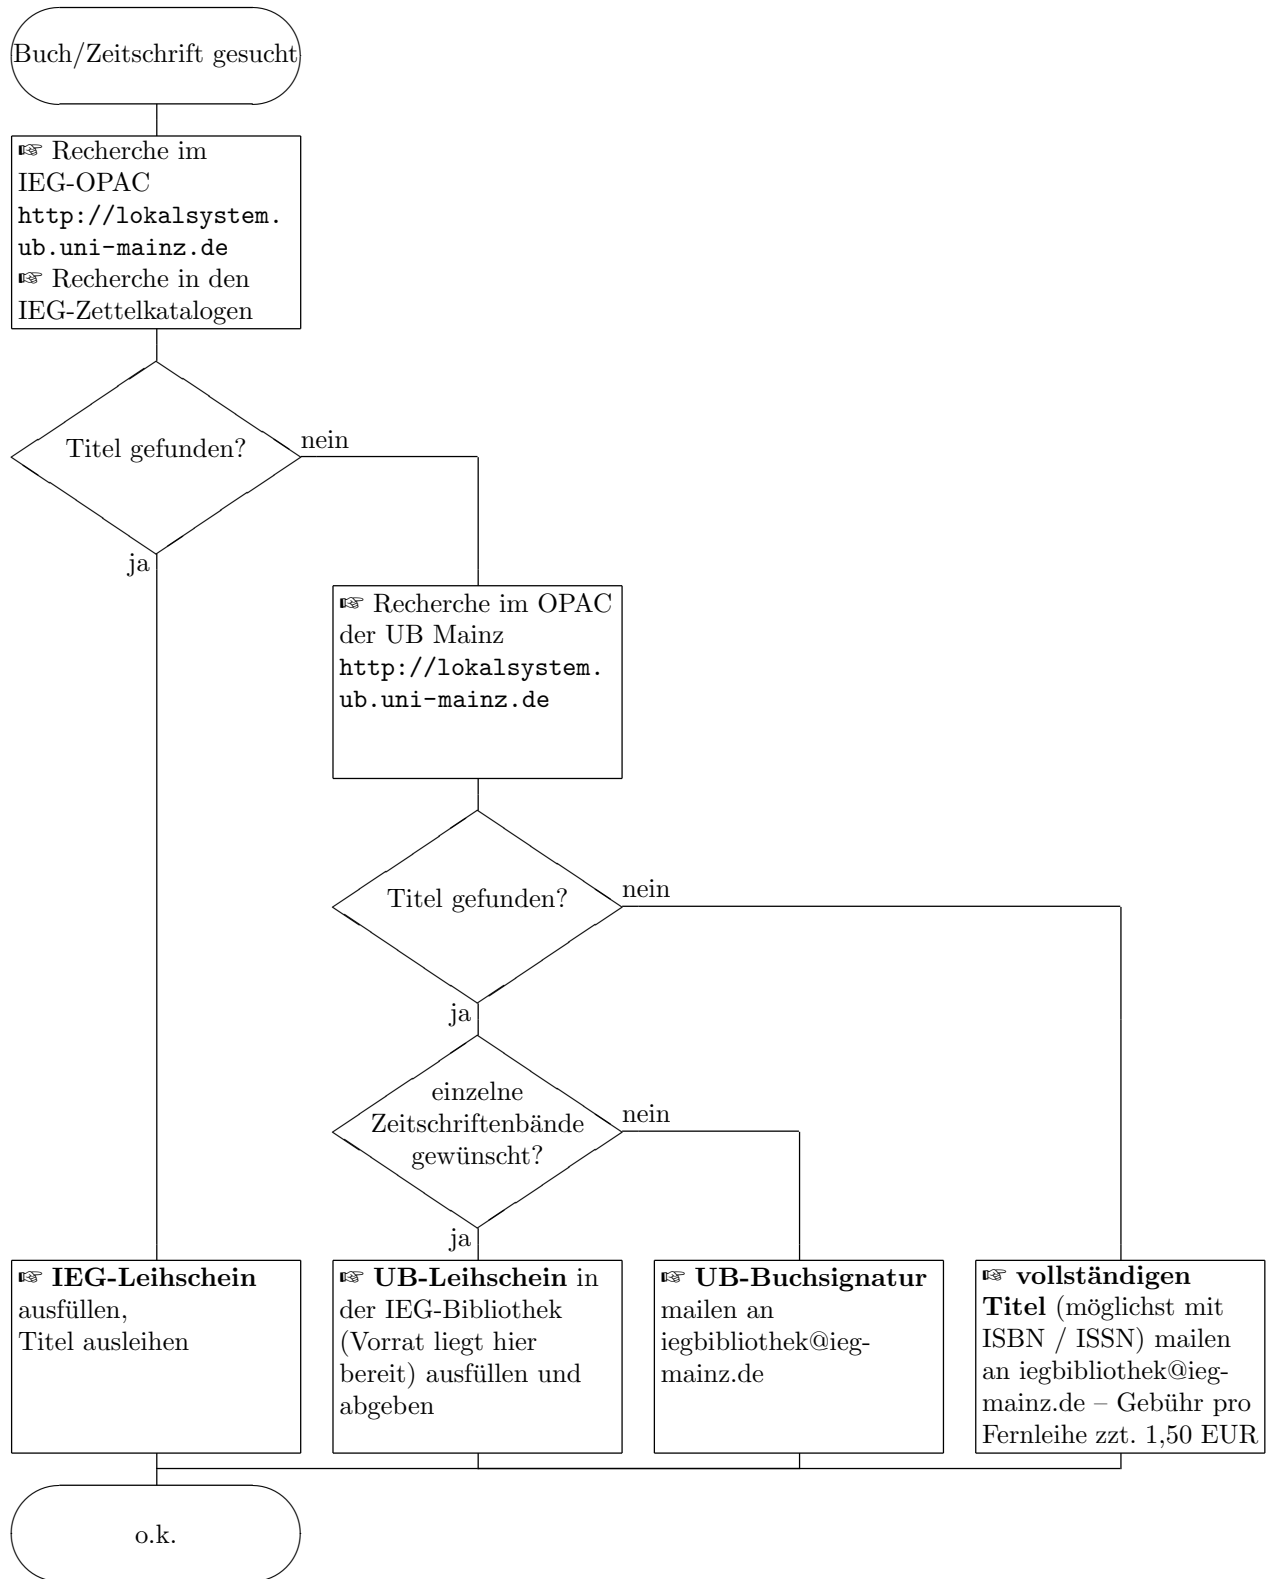 Buch/Zeitschrift gesucht
☞ Recherche im
IEG-OPAC
http://lokalsystem.
ub.uni-mainz.de
☞ Recherche in den
IEG-Zettelkatalogen
Titel gefunden?
nein
ja
☞ Recherche im OPAC
der UB Mainz
http://lokalsystem.
ub.uni-mainz.de
Titel gefunden?
nein
ja
einzelne
Zeitschriftenbände
gewünscht?
nein
ja
☞ IEG-Leihschein
ausfüllen,
Titel ausleihen
☞ UB-Leihschein in
der IEG-Bibliothek
(Vorrat liegt hier
bereit) ausfüllen und
abgeben
☞ UB-Buchsignatur
mailen an
iegbibliothek@ieg-
mainz.de
☞ vollständigen
Titel (möglichst mit
ISBN / ISSN) mailen
an iegbibliothek@ieg-
mainz.de – Gebühr pro
Fernleihe zzt. 1,50 EUR
o.k.